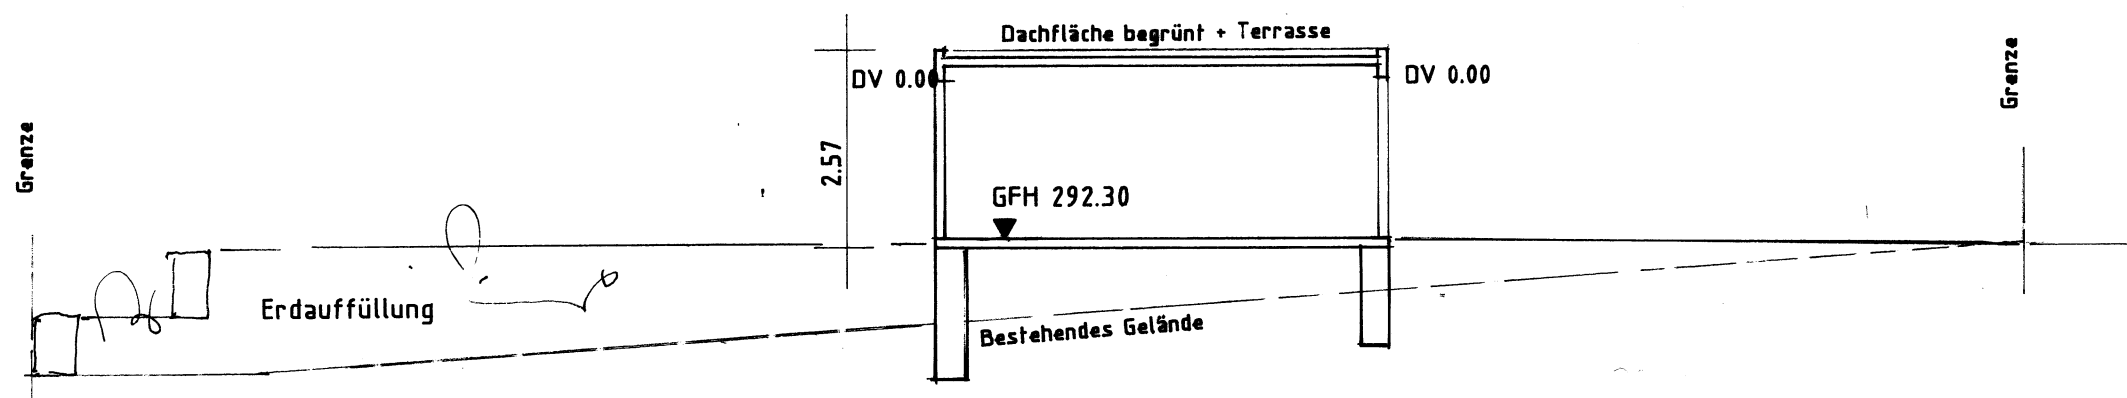 Dachfläche begrünt + Terrasse
DV 0.00
DV 0.00
Grenze
Grenze
2.57
GFH 292.30
Erdauffüllung
Bestehendes Gelände